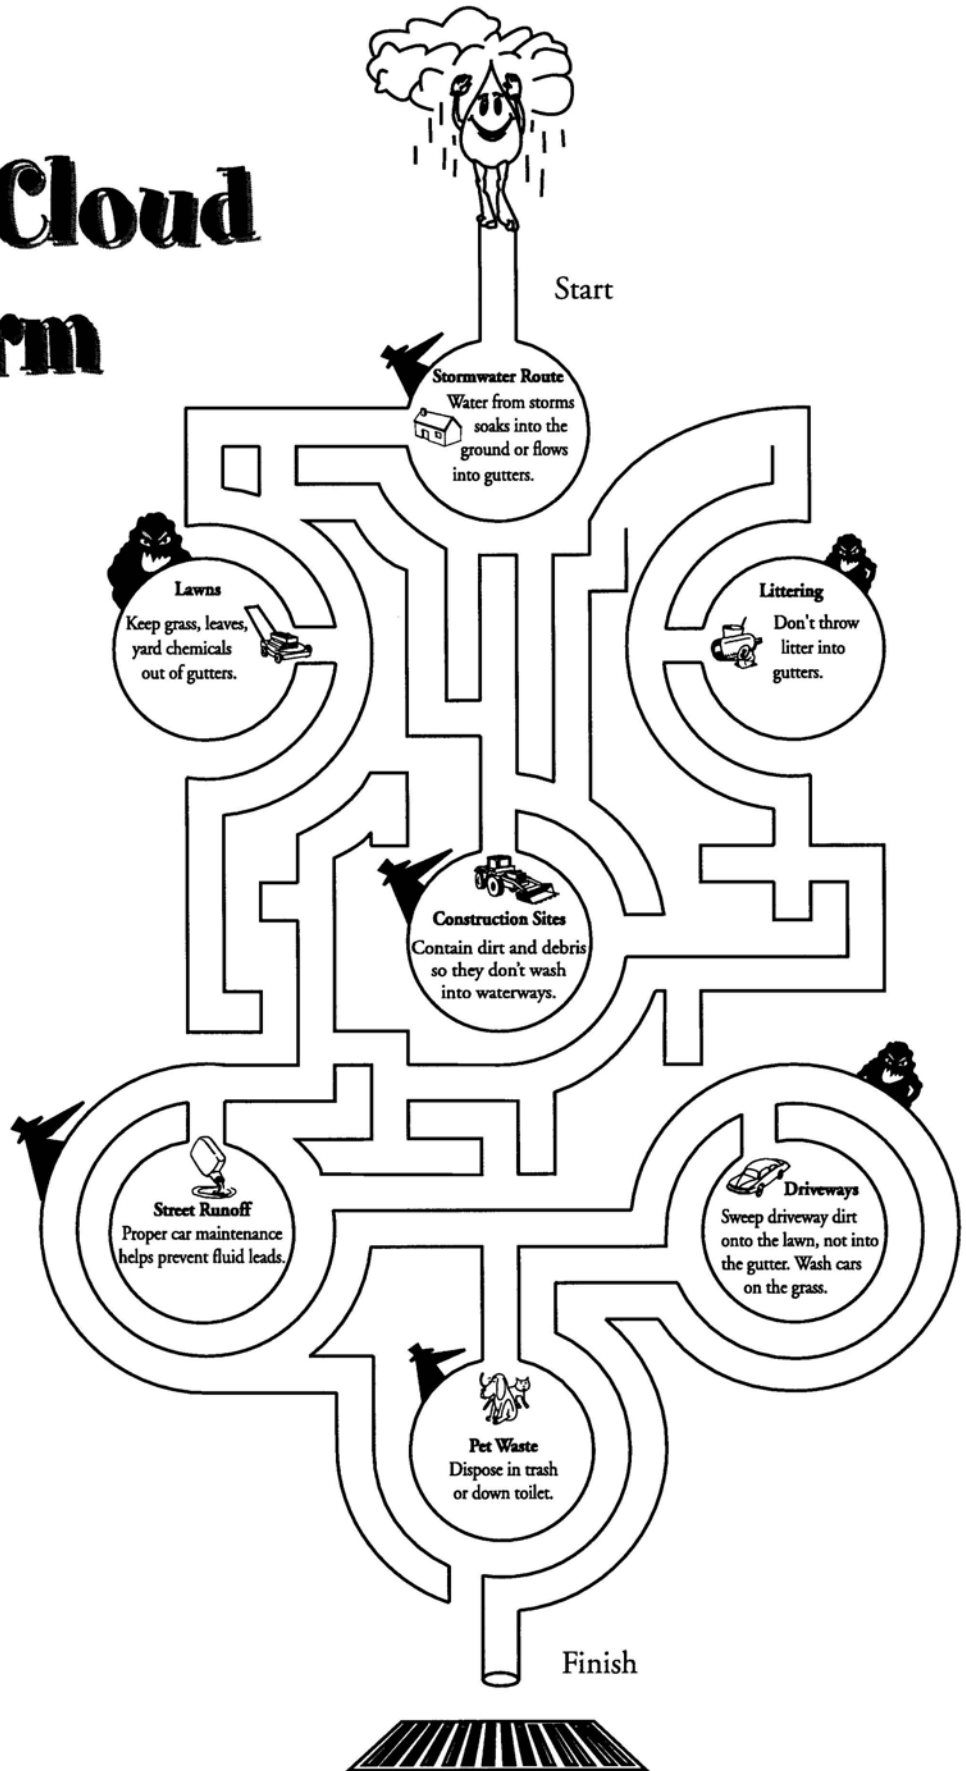 Cloud
Start
Stormwater Route
Water from storms
soaks into the
ground or flows
into gutters.
Lawns
Keep grass, leaves,
yard chemicals
out of gutters.
Littering
Don't throw
litter into
gutters.
Construction Sites
Contain dirt and debris
so they don't wash
into waterways.
Street Runoff
Proper car maintenance
helps prevent fluid leads.
Driveways
Sweep driveway dirt
onto the lawn, not into
the gutter. Wash cars
on the grass.
Pet Waste
Dispose in trash
or down toilet.
Finish